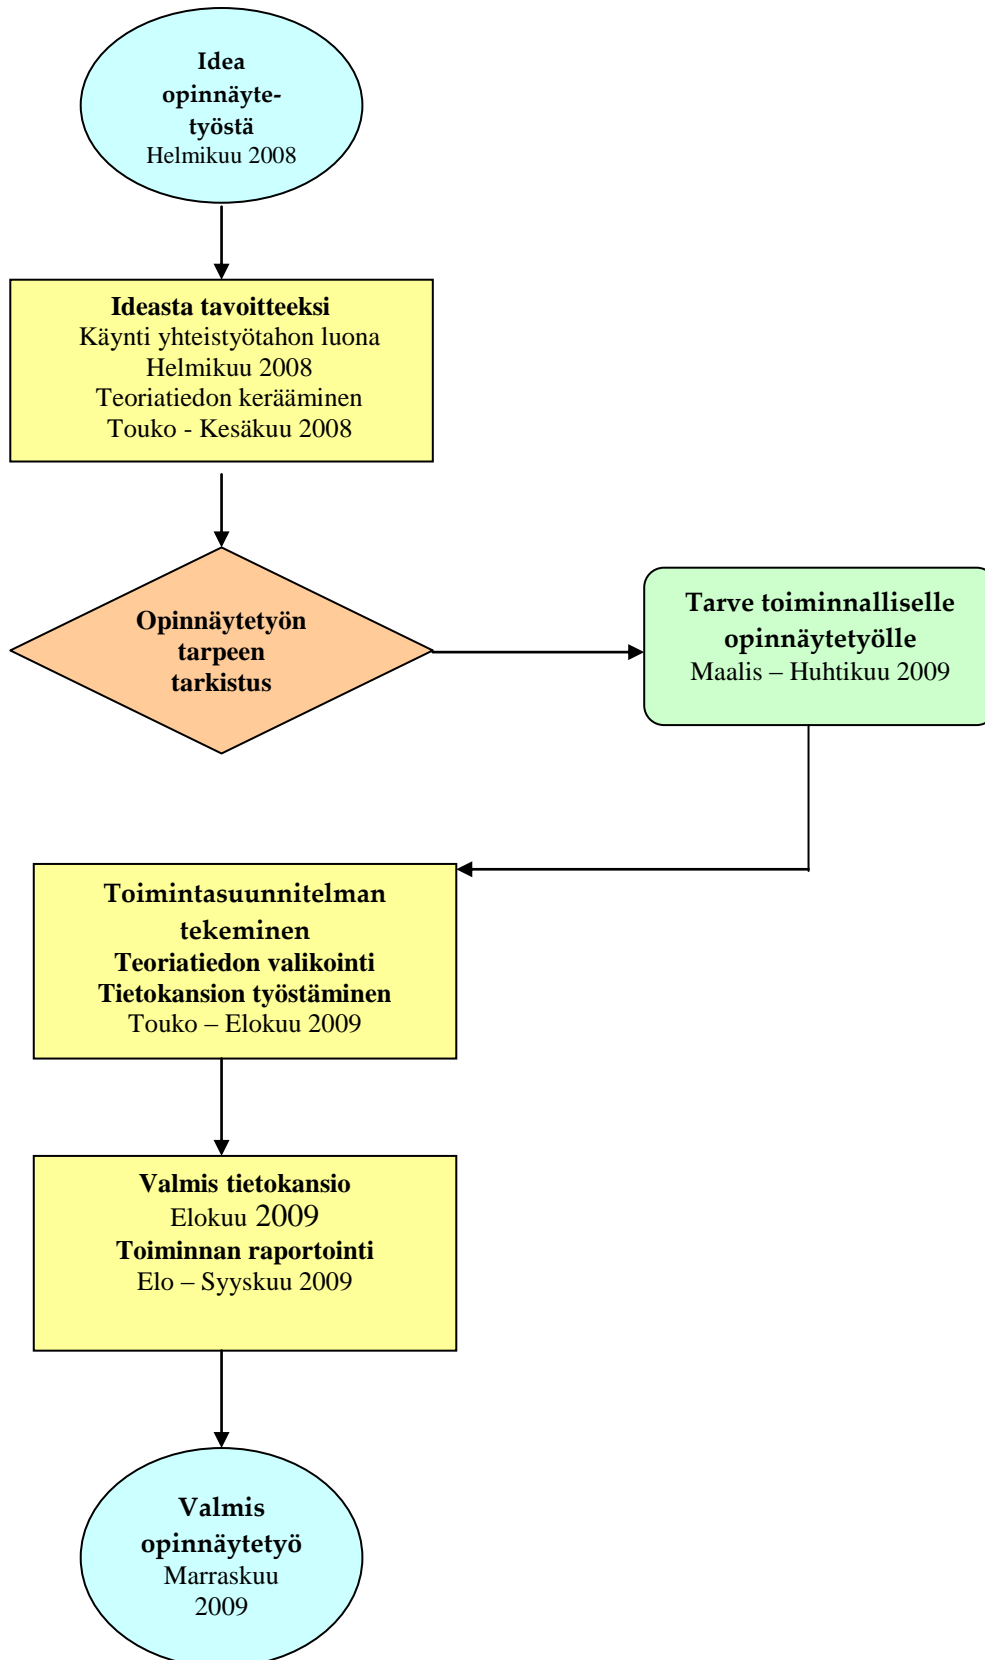 Idea
opinnäyte-
työstä
Helmikuu 2008
Ideasta tavoitteeksi
Käynti yhteistyötahon luona
Helmikuu 2008
Teoriatiedon kerääminen
Touko - Kesäkuu 2008
Opinnäytetyön
tarpeen
tarkistus
Tarve toiminnalliselle
opinnäytetyölle
Maalis – Huhtikuu 2009
Toimintasuunnitelman
tekeminen
Teoriatiedon valikointi
Tietokansion työstäminen
Touko – Elokuu 2009
Valmis tietokansio
Elokuu 2009
Toiminnan raportointi
Elo – Syyskuu 2009
Valmis
opinnäytetyö
Marraskuu
2009